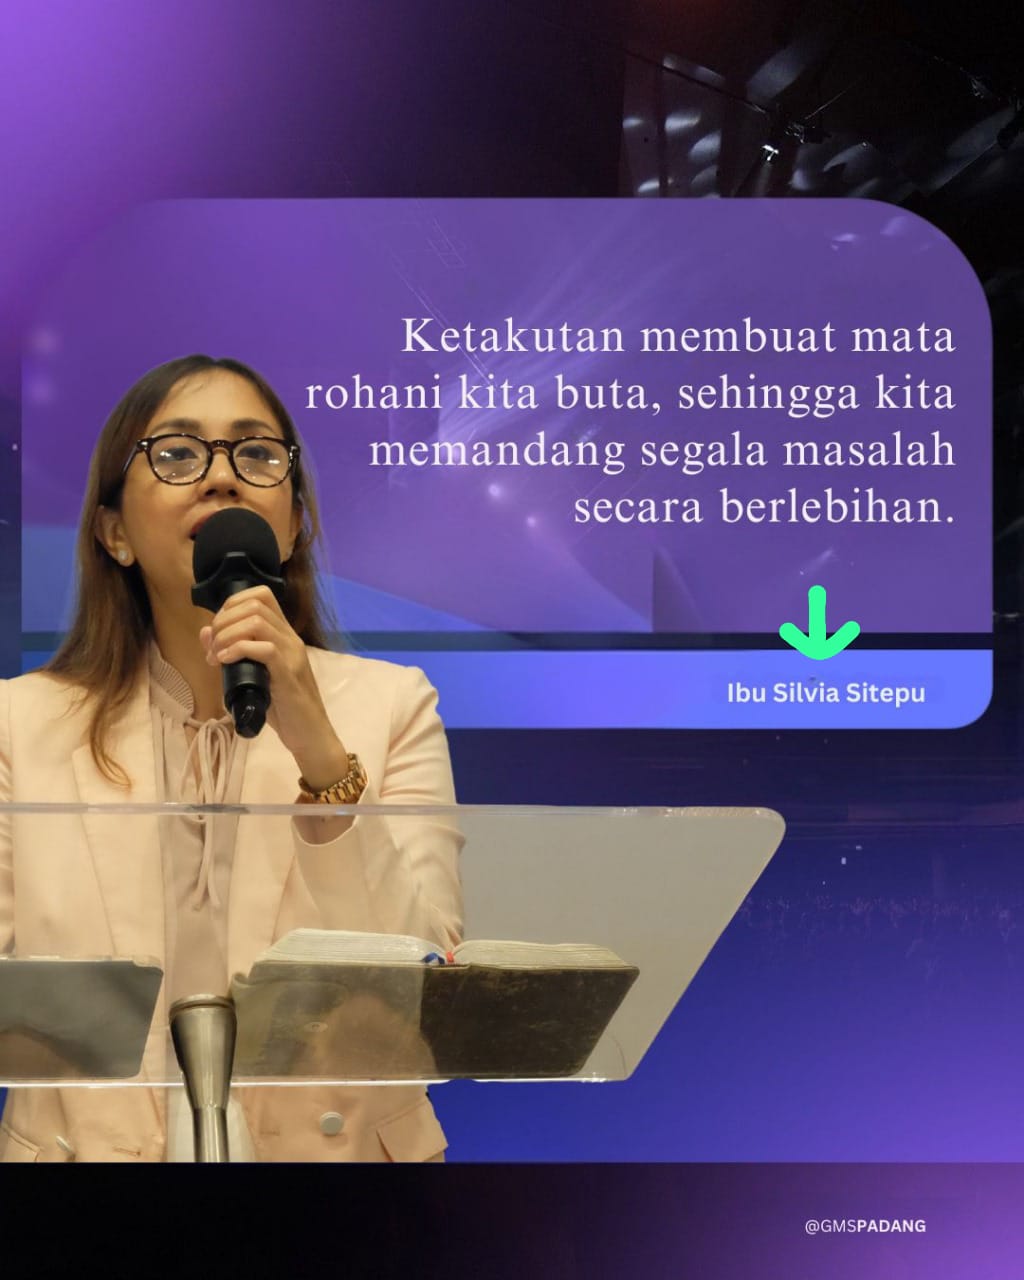 Ketakutan membuat mata
rohani kita buta, sehingga kita
memandang segala masalah
secara berlebihan.
Ibu Silvia Sitepu
@GMSPADANG